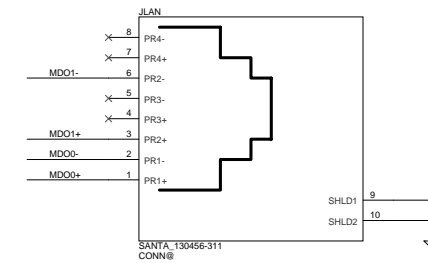 JLAN
8 PR4-
7 PR4+
MDO1- 6 PR2-
5 PR3-
4 PR3+
MDO1+ 3 PR2+
MDO0- 2 PR1-
MDO0+ 1 PR1+
SHLD1 9
SHLD2 10
SANTA_130456-311
CONN@